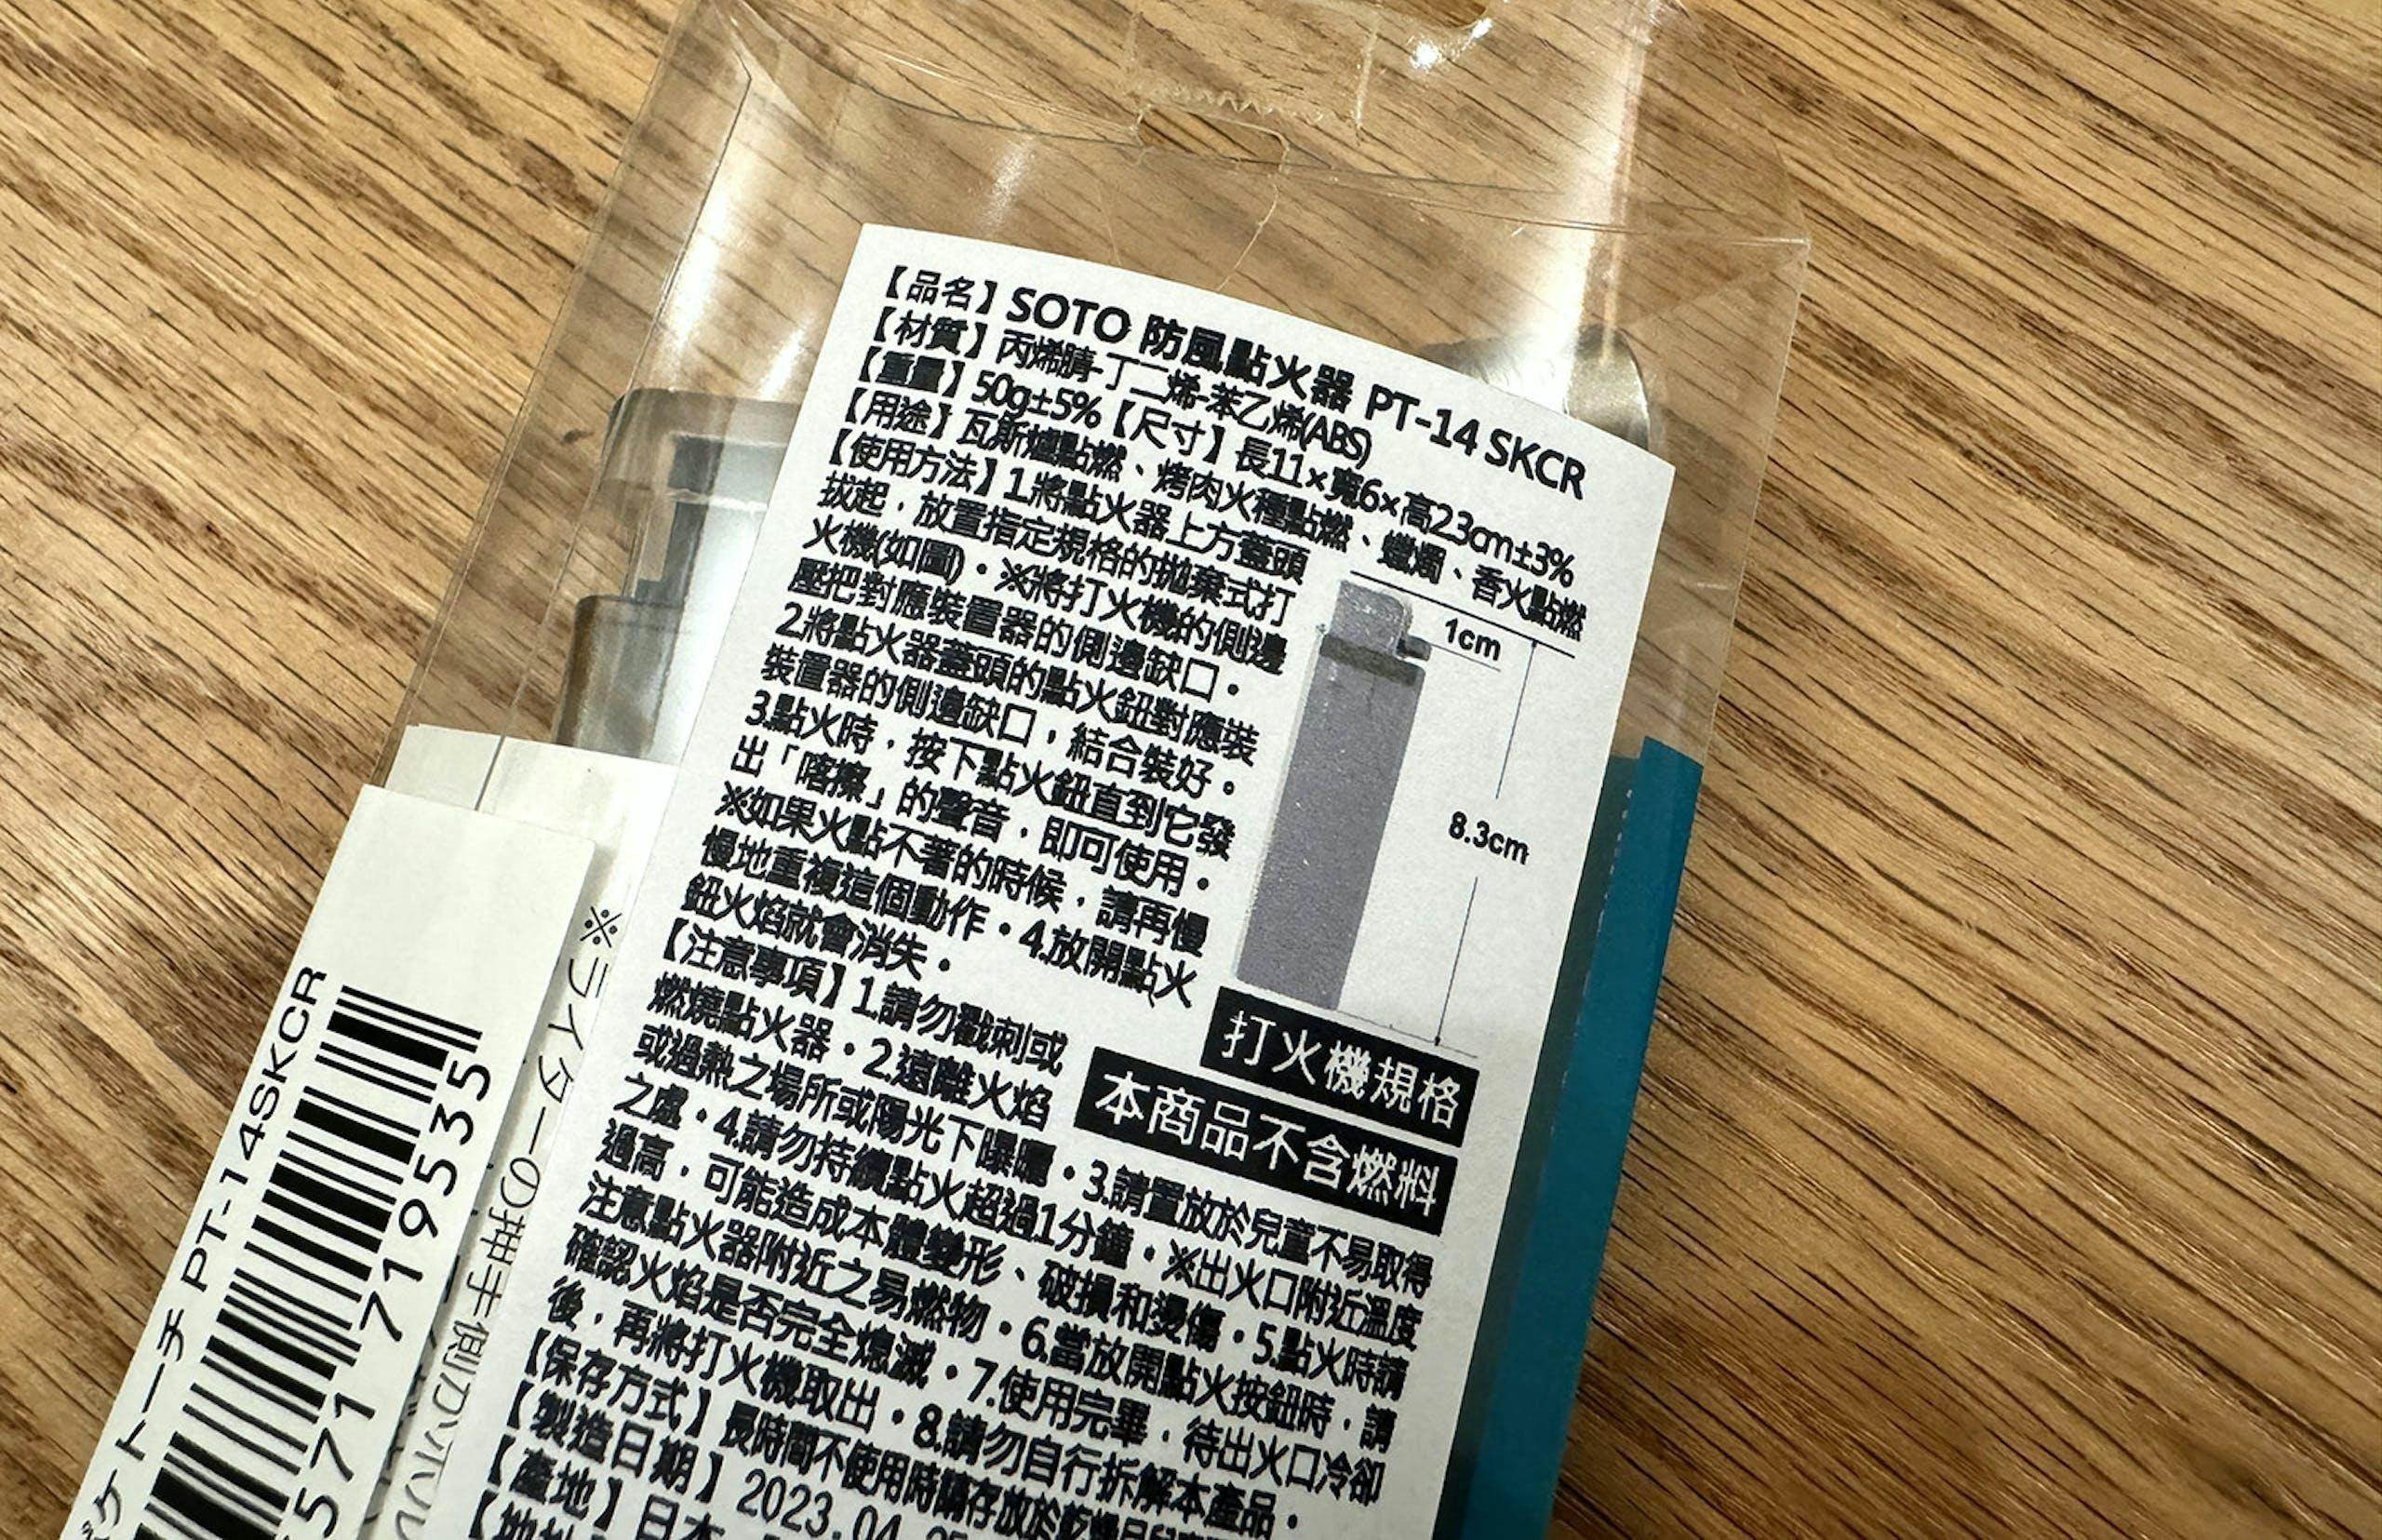 【品名】SOTO 防風點火器 PT-14 SKCR
【材質】丙烯腈-丁二烯-苯乙烯(ABS)
【重量】50g±5%【尺寸】長11×寬6×高2.3cm±3%
【用途】瓦斯爐點燃、烤肉火種點燃、蠟燭、香火點燃
【使用方法】1.將點火器上方蓋頭
拔起，放置指定規格的拋棄式打
火機(如圖)。※將打火機的側邊
壓把對應裝置器的側邊缺口。
2.將點火器蓋頭的點火鈕對應裝
裝置器的側邊缺口，結合裝好。
3.點火時，按下點火鈕直到它發
出「喀擦」的聲音，即可使用。
※如果火點不著的時候，請再慢
慢地重複這個動作。4.放開點火
鈕火焰就會消失。
1cm
8.3cm
打火機規格
本商品不含燃料
【注意事項】1.請勿戳刺或
燃燒點火器。2.遠離火焰
或過熱之場所或陽光下曝曬。3.請置放於兒童不易取得
之處。4.請勿持續點火超過1分鐘。※出火口附近溫度
過高，可能造成本體變形、破損和燙傷。5.點火時請
注意點火器附近之易燃物。6.當放開點火按鈕時，請
確認火焰是否完全熄滅。7.使用完畢，待出火口冷卻
後，再將打火機取出。8.請勿自行拆解本產品。
【保存方式】長時間不使用時請存放於乾燥
【製造日期】2023.04
【產地】日本
ケトーチ PT-14SKCR
571 719535
※ライターの押手側が